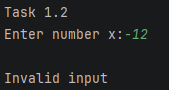 Task 1.2
Enter number x:-12
Invalid input